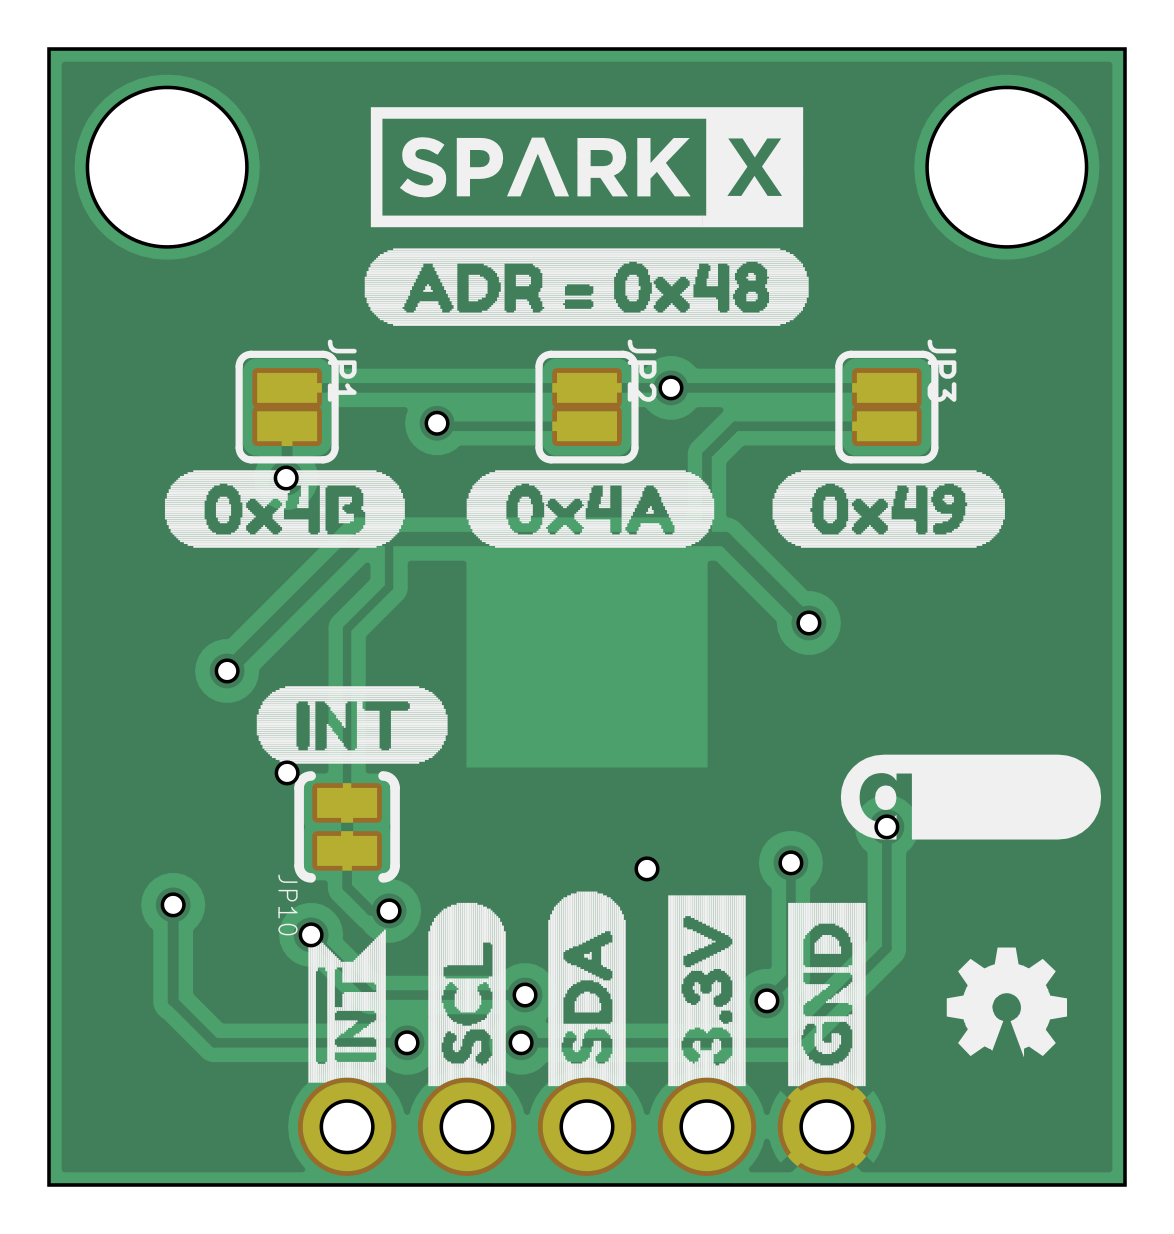 SPARK X
ADR = 0x48
JP1 JP2 JP3
0x4B 0x4A 0x49
INT
a
JP10
INT SCL SDA 3.3V GND